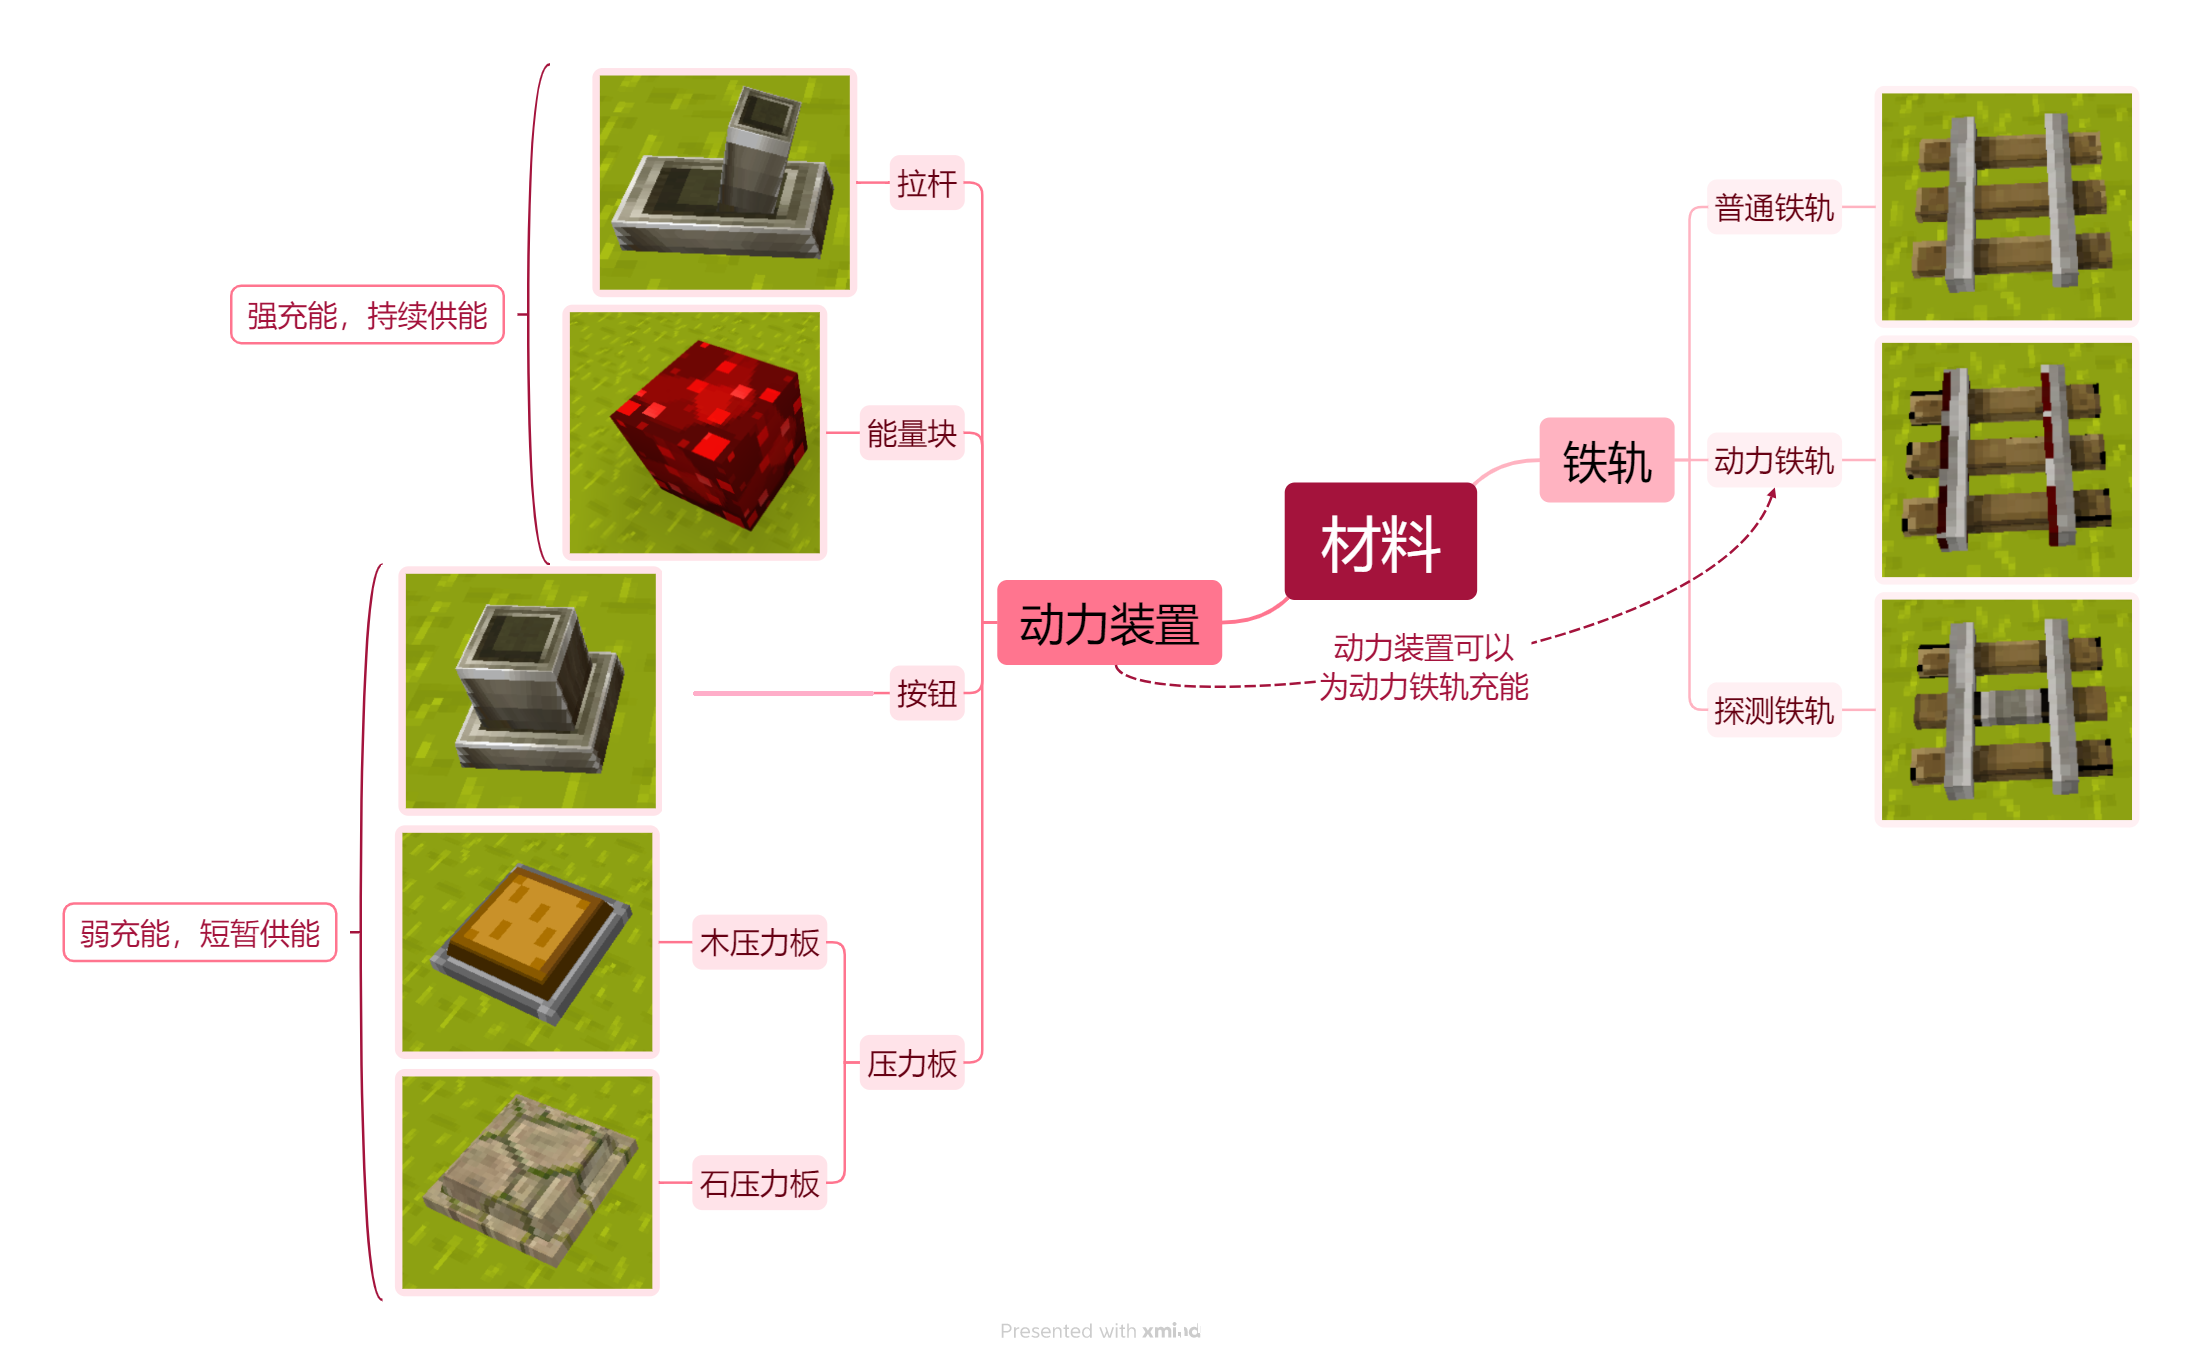 材料
铁轨
普通铁轨
动力铁轨
探测铁轨
动力装置
动力装置可以
为动力铁轨充能
拉杆
能量块
强充能，持续供能
按钮
压力板
木压力板
石压力板
弱充能，短暂供能
Presented with xmind